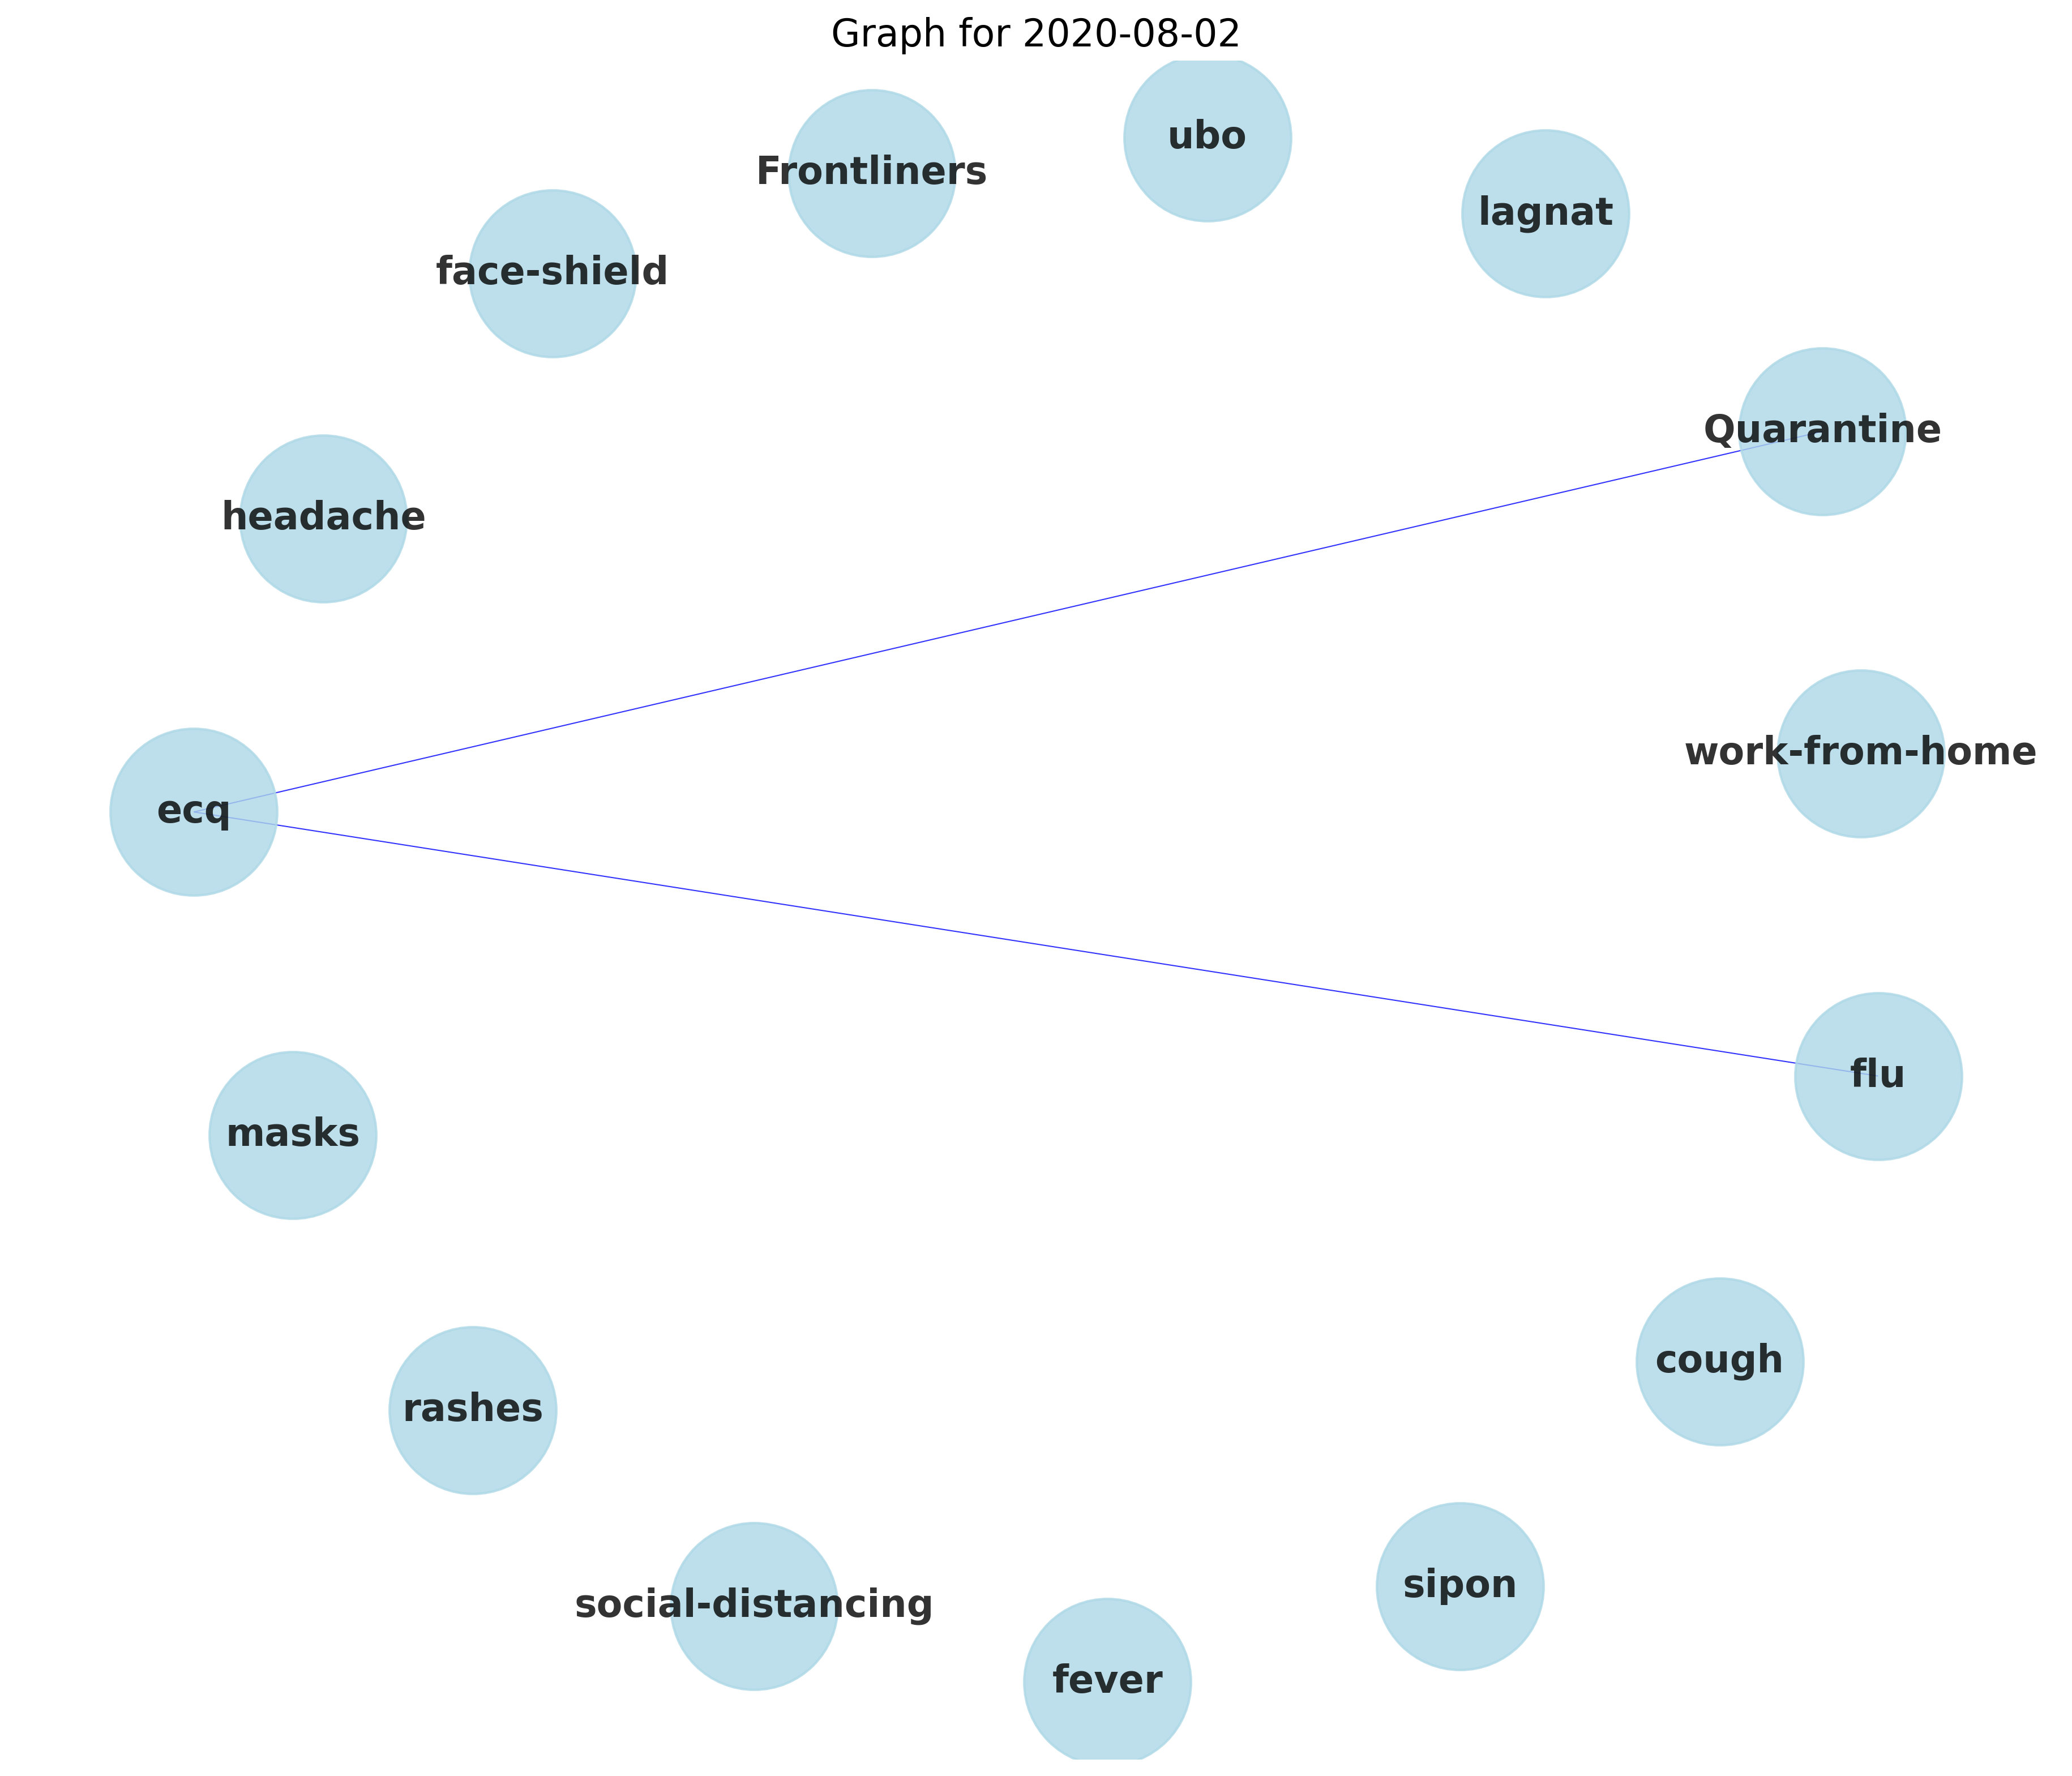 Graph for 2020-08-02
ubo
Frontliners
lagnat
face-shield
Quarantine
headache
work-from-home
ecq
flu
masks
cough
rashes
sipon
social-distancing
fever